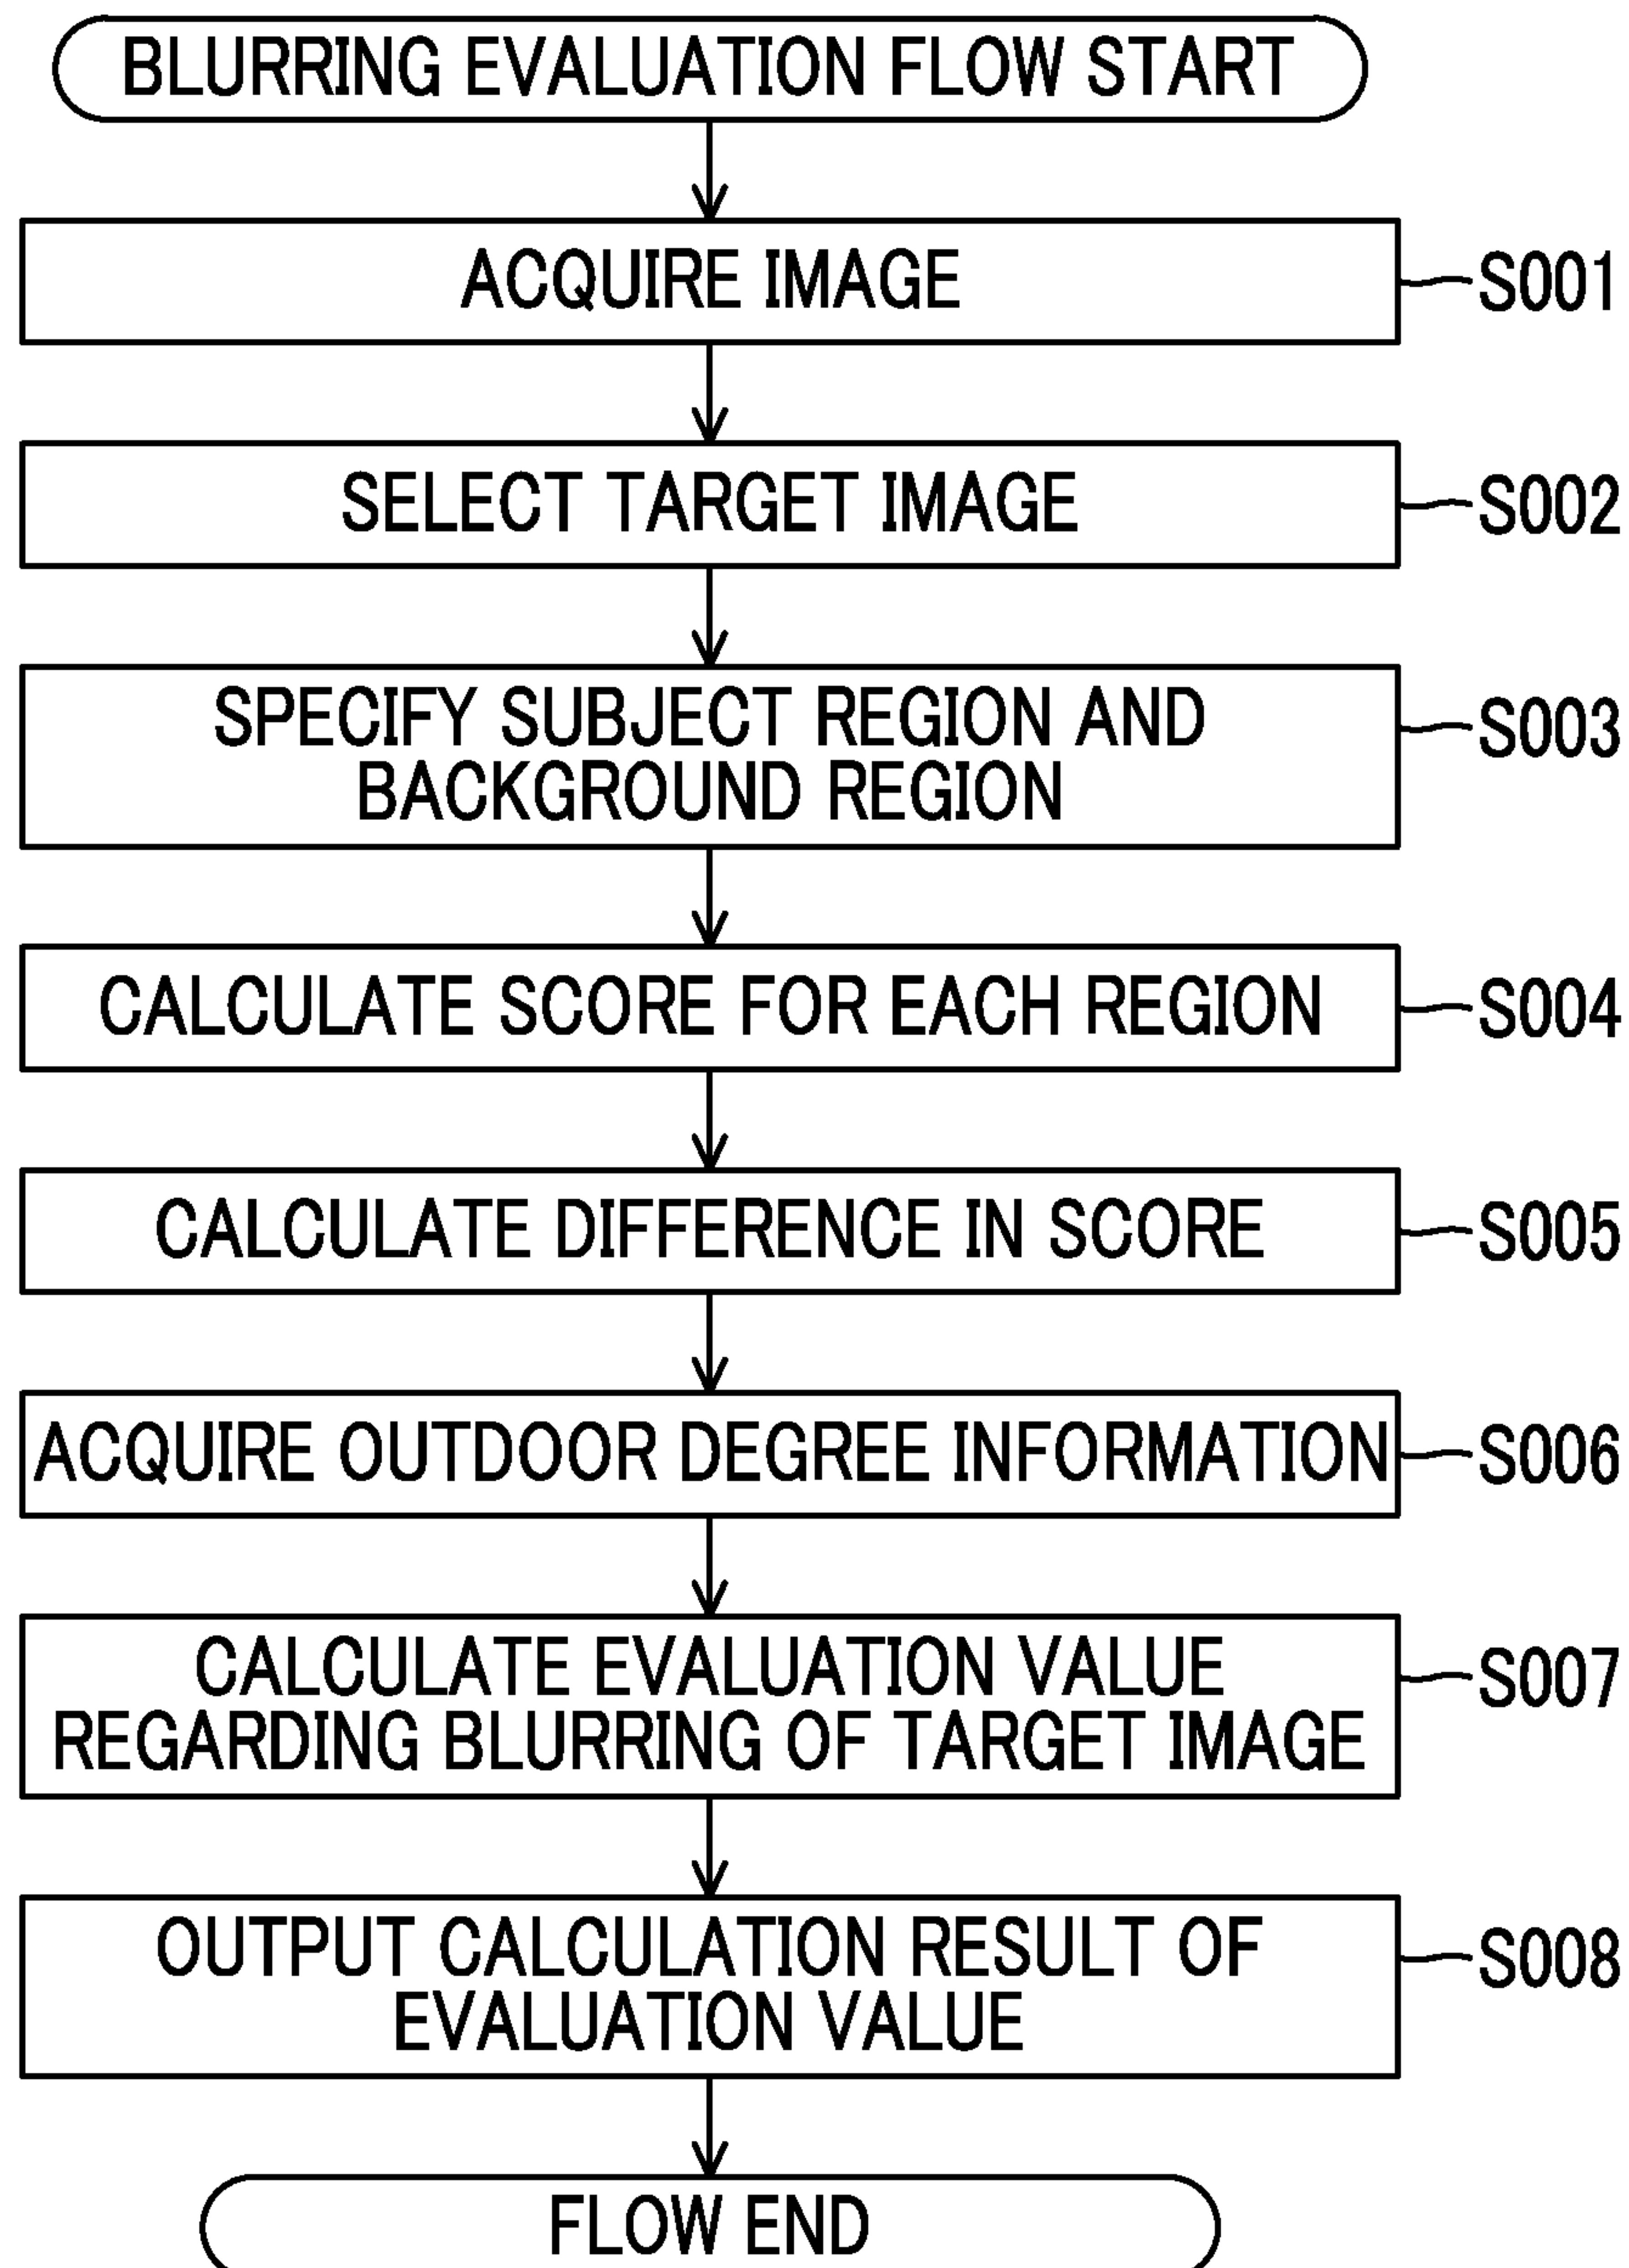 BLURRING EVALUATION FLOW START
ACQUIRE IMAGE
S001
SELECT TARGET IMAGE
S002
SPECIFY SUBJECT REGION AND
BACKGROUND REGION
S003
CALCULATE SCORE FOR EACH REGION
S004
CALCULATE DIFFERENCE IN SCORE
S005
ACQUIRE OUTDOOR DEGREE INFORMATION
S006
CALCULATE EVALUATION VALUE
REGARDING BLURRING OF TARGET IMAGE
S007
OUTPUT CALCULATION RESULT OF
EVALUATION VALUE
S008
FLOW END